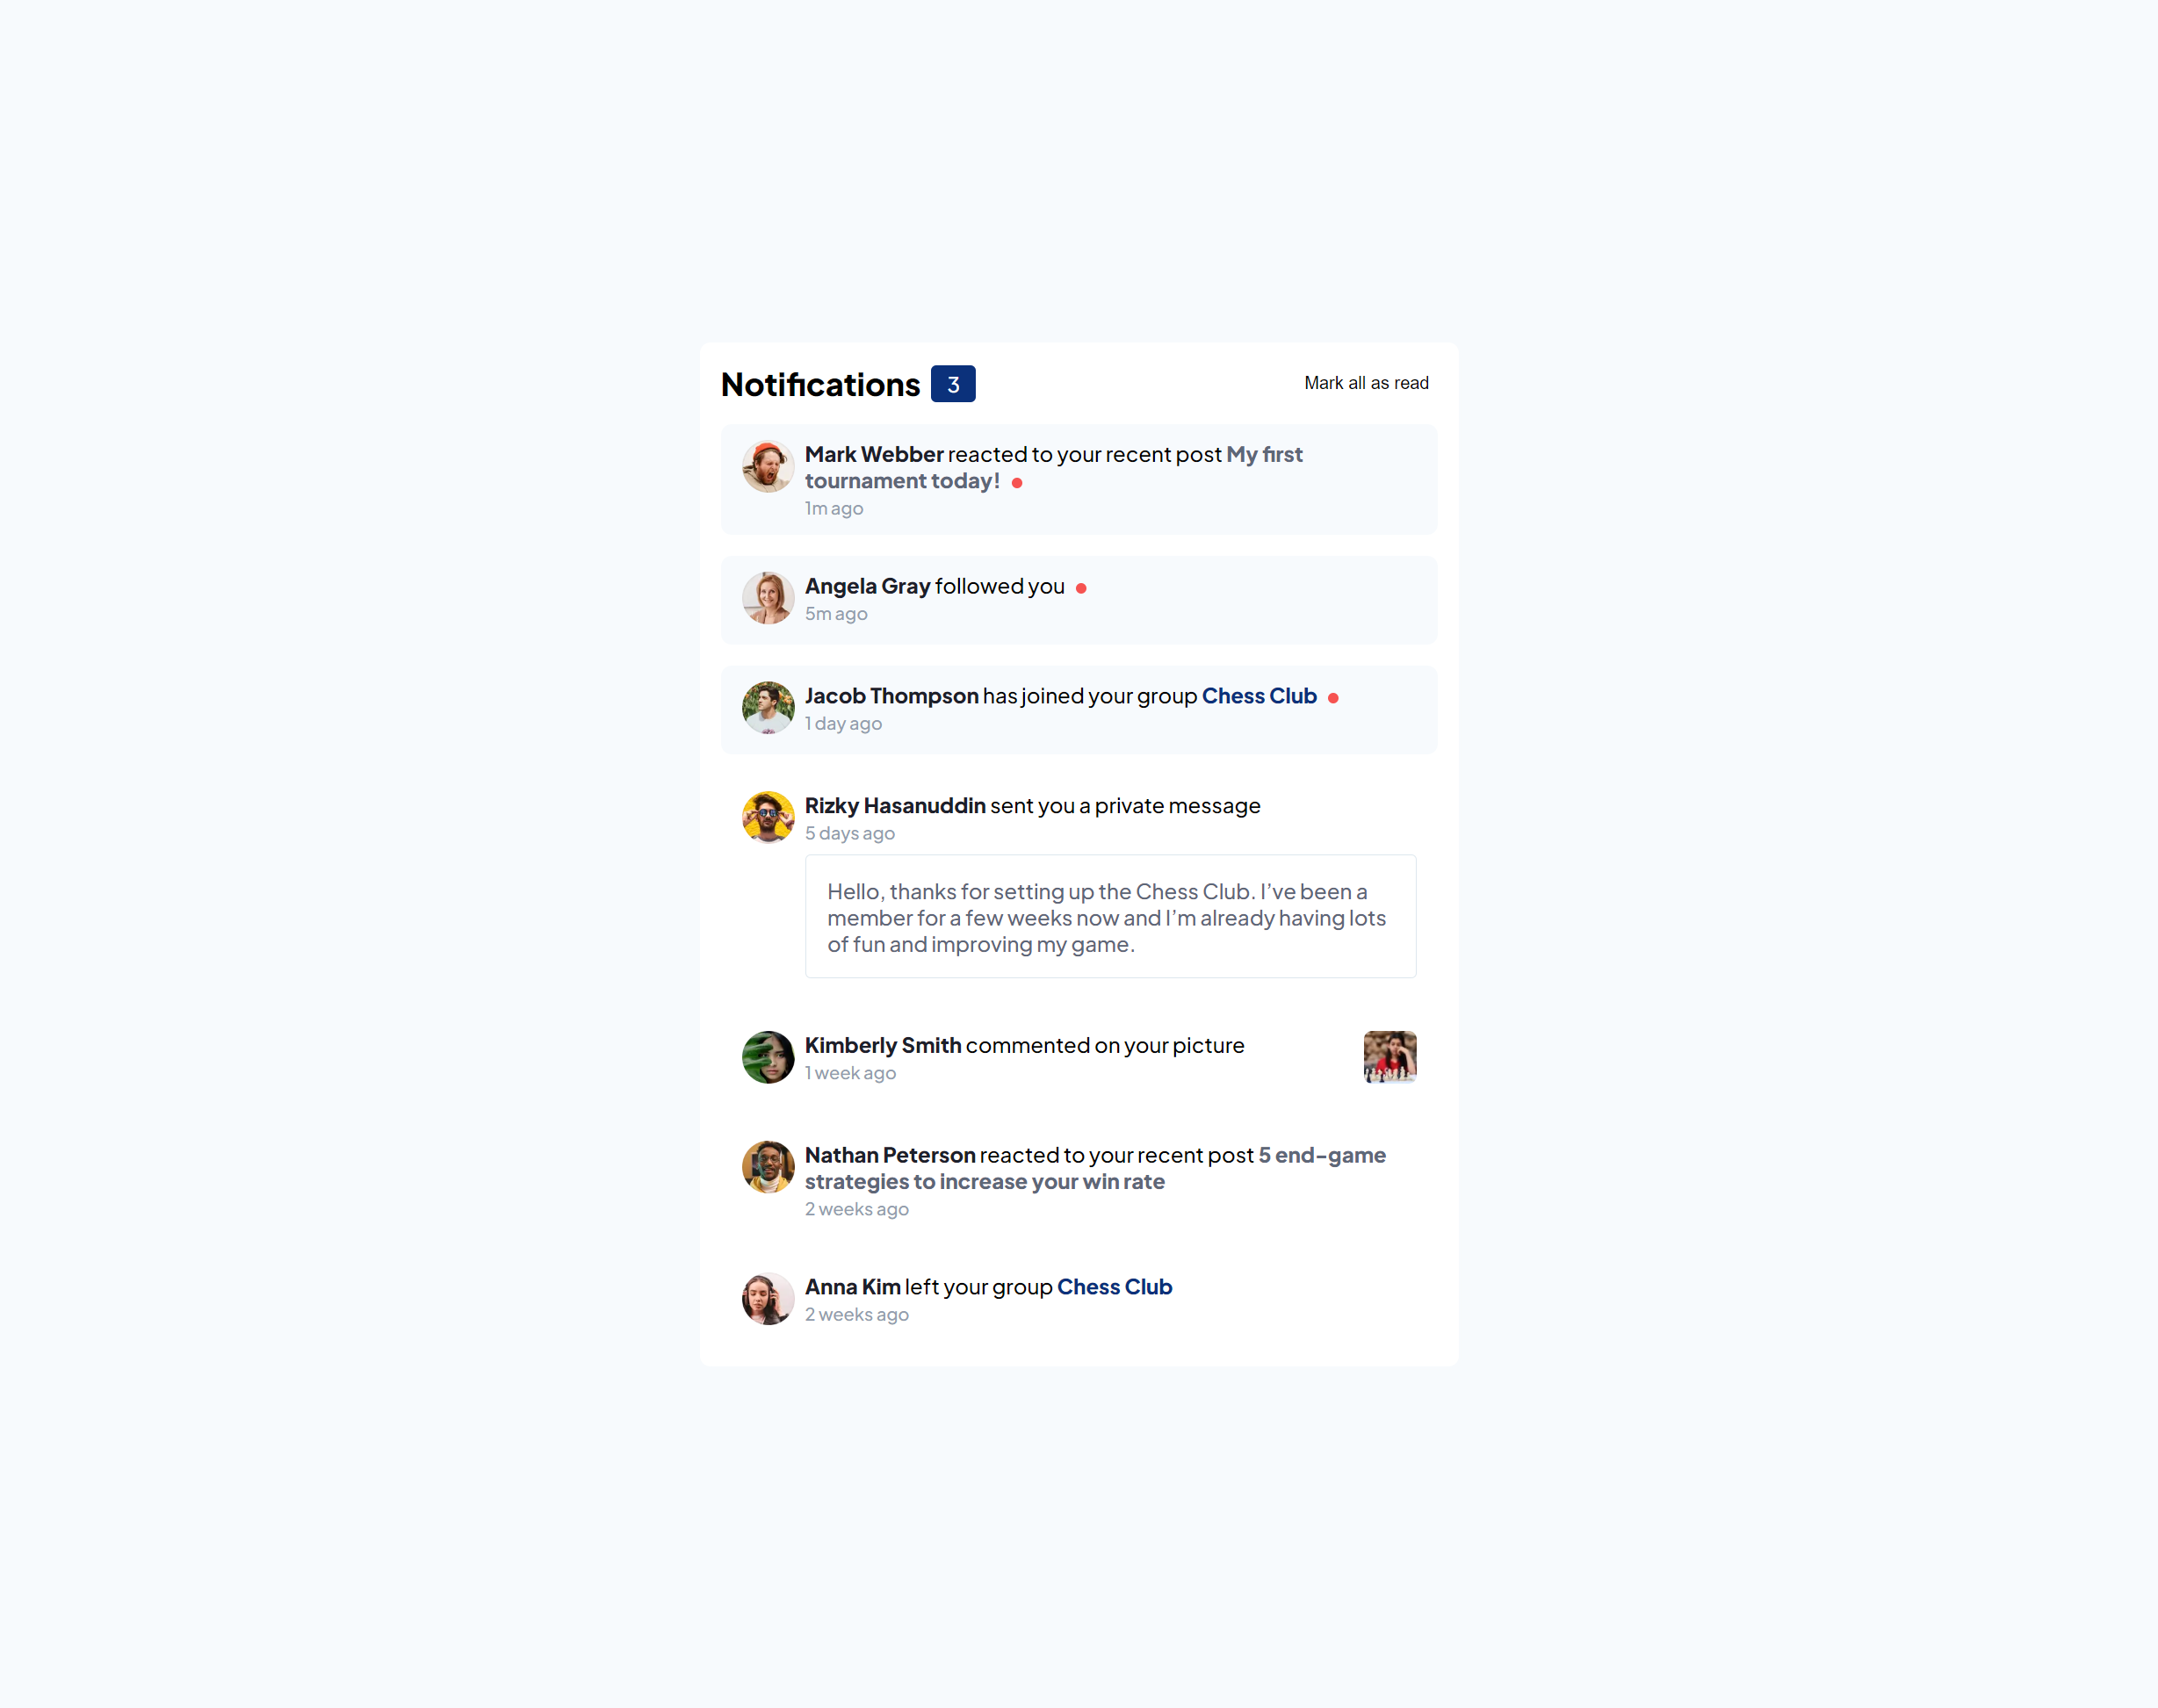 Notifications 3
Mark all as read
Mark Webber reacted to your recent post My first
tournament today!
1m ago
Angela Gray followed you
5m ago
Jacob Thompson has joined your group Chess Club
1 day ago
Rizky Hasanuddin sent you a private message
5 days ago
Hello, thanks for setting up the Chess Club. I’ve been a
member for a few weeks now and I’m already having lots
of fun and improving my game.
Kimberly Smith commented on your picture
1 week ago
Nathan Peterson reacted to your recent post 5 end-game
strategies to increase your win rate
2 weeks ago
Anna Kim left your group Chess Club
2 weeks ago